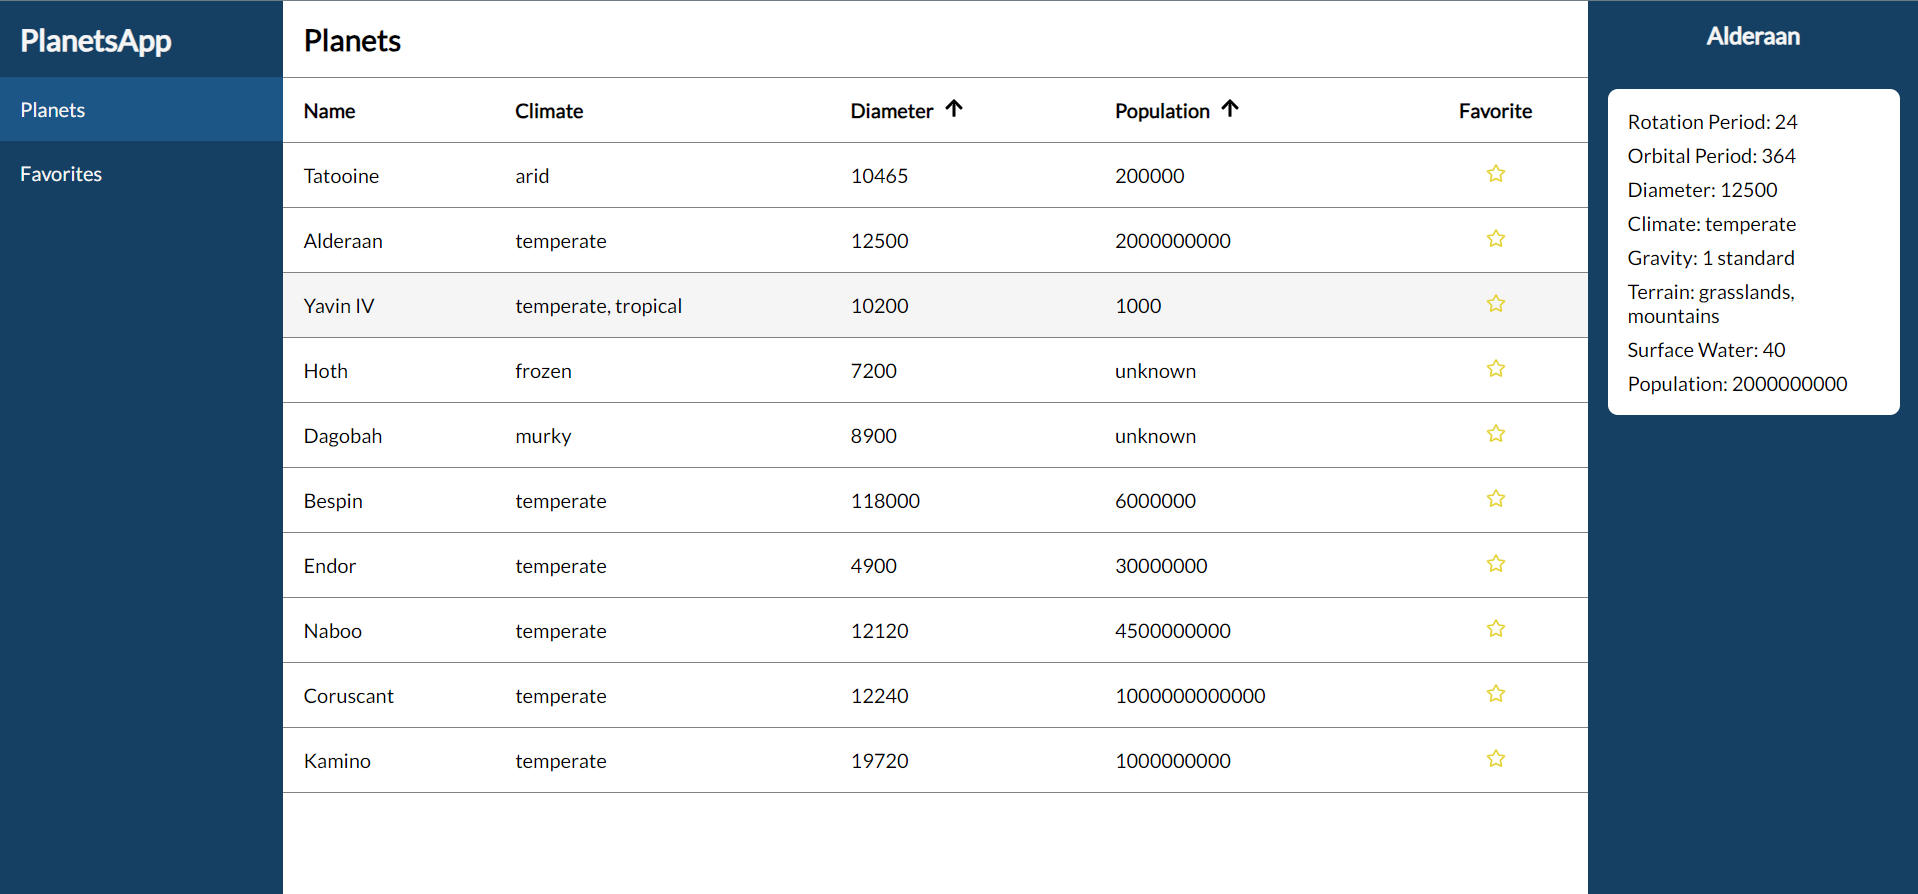 PlanetsApp
Planets
Favorites
Planets
Name Climate Diameter Population Favorite
Tatooine arid 10465 200000
Alderaan temperate 12500 2000000000
Yavin IV temperate, tropical 10200 1000
Hoth frozen 7200 unknown
Dagobah murky 8900 unknown
Bespin temperate 118000 6000000
Endor temperate 4900 30000000
Naboo temperate 12120 4500000000
Coruscant temperate 12240 1000000000000
Kamino temperate 19720 1000000000
Alderaan
Rotation Period: 24
Orbital Period: 364
Diameter: 12500
Climate: temperate
Gravity: 1 standard
Terrain: grasslands,
mountains
Surface Water: 40
Population: 2000000000